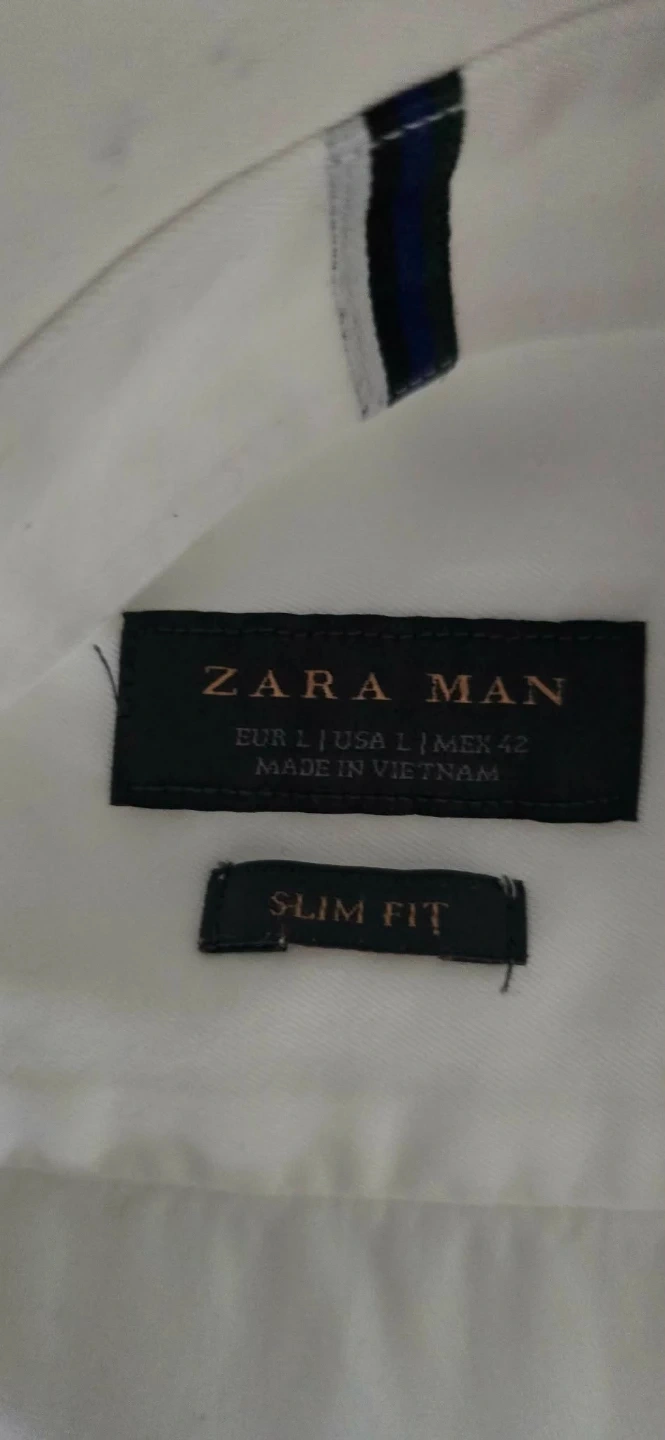 ZARA MAN
EUR L | USA L | MEX 42
MADE IN VIETNAM
SLIM FIT